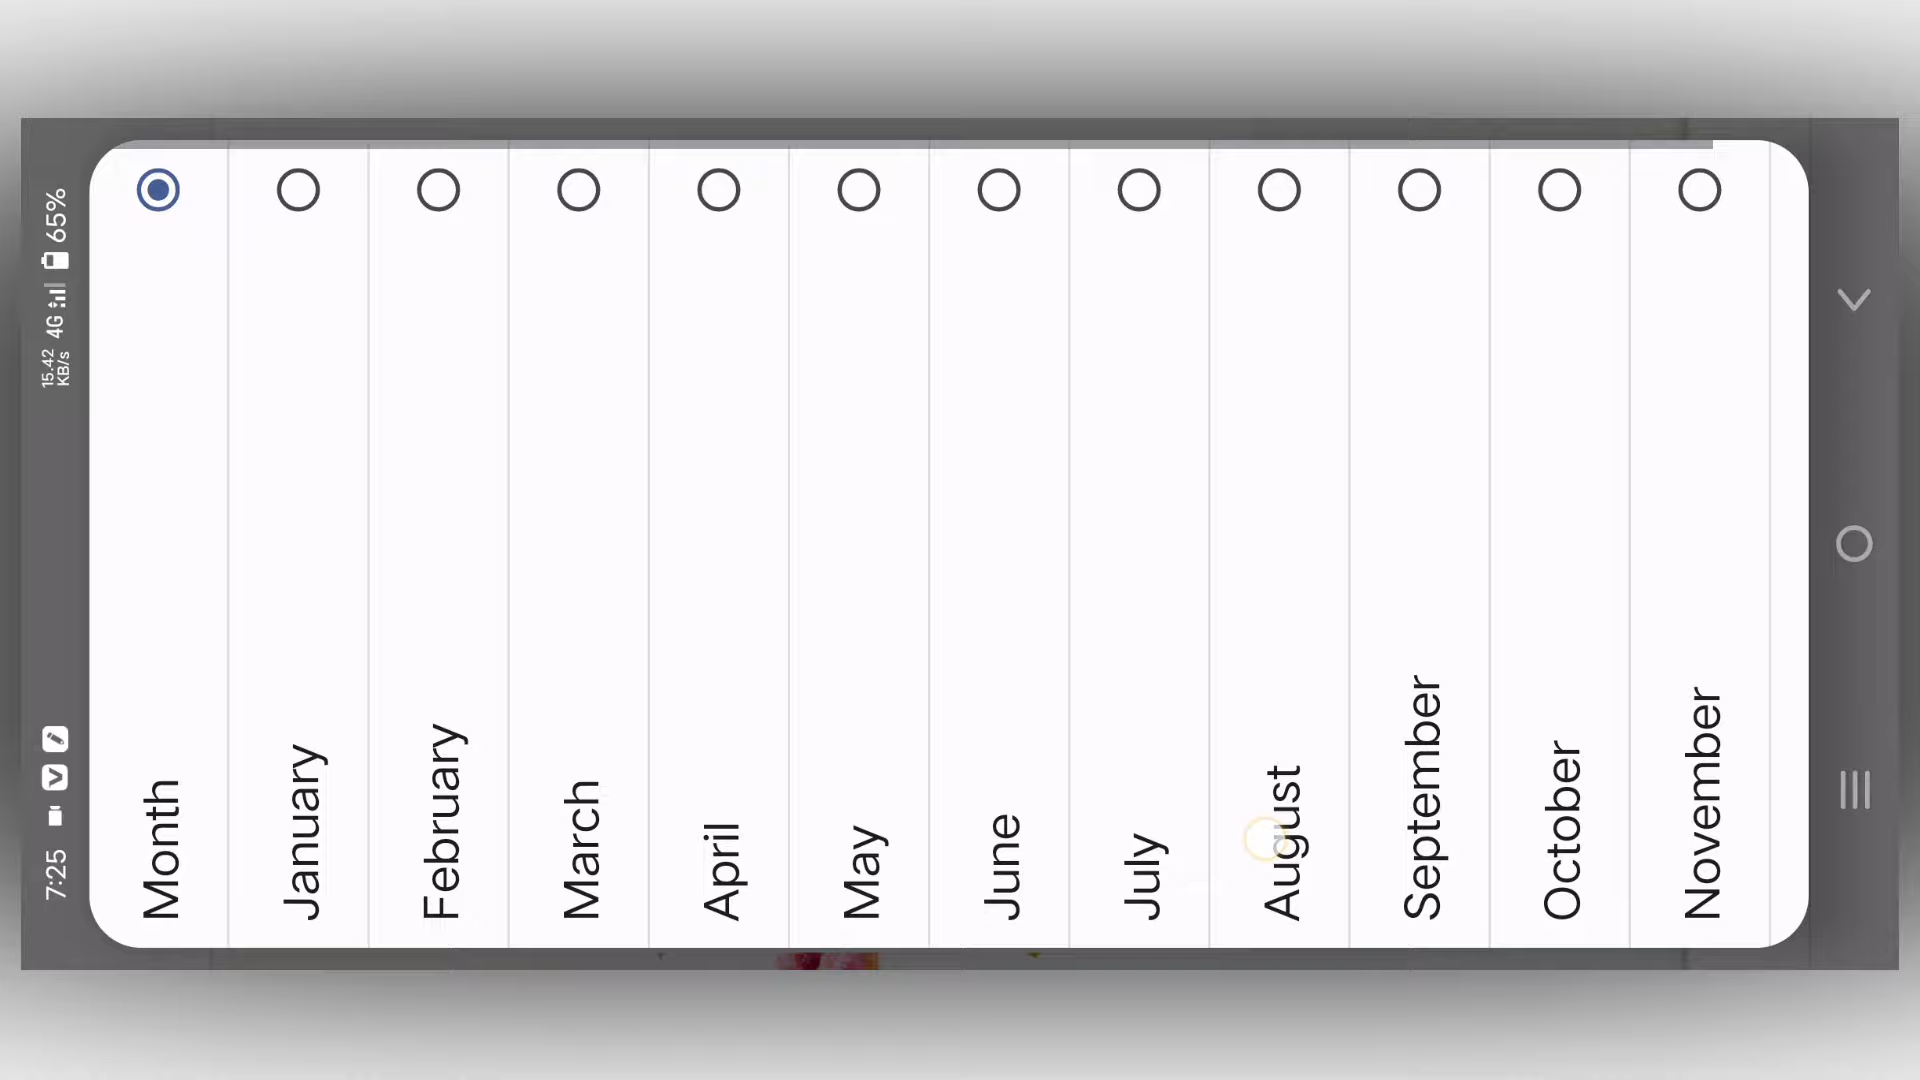 7:25
15.42 KB/s 4G 65%
Month
January
February
March
April
May
June
July
August
September
October
November